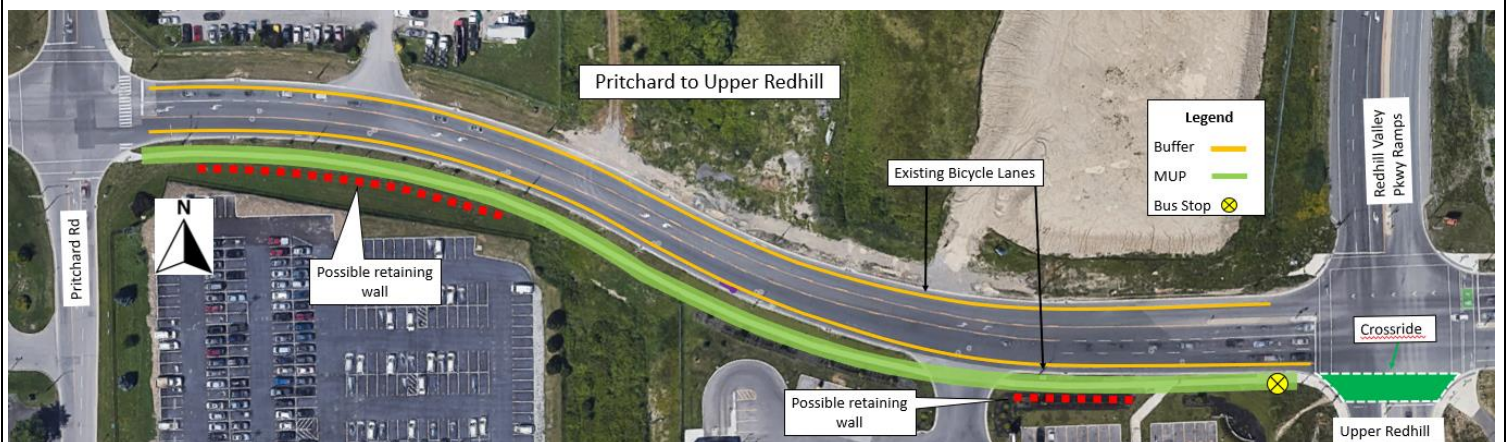 Pritchard to Upper Redhill
Legend
Buffer
MUP
Bus Stop
Redhill Valley
Pkwy Ramps
Existing Bicycle Lanes
N
Pritchard Rd
Possible retaining
wall
Crossride
Possible retaining
wall
Upper Redhill